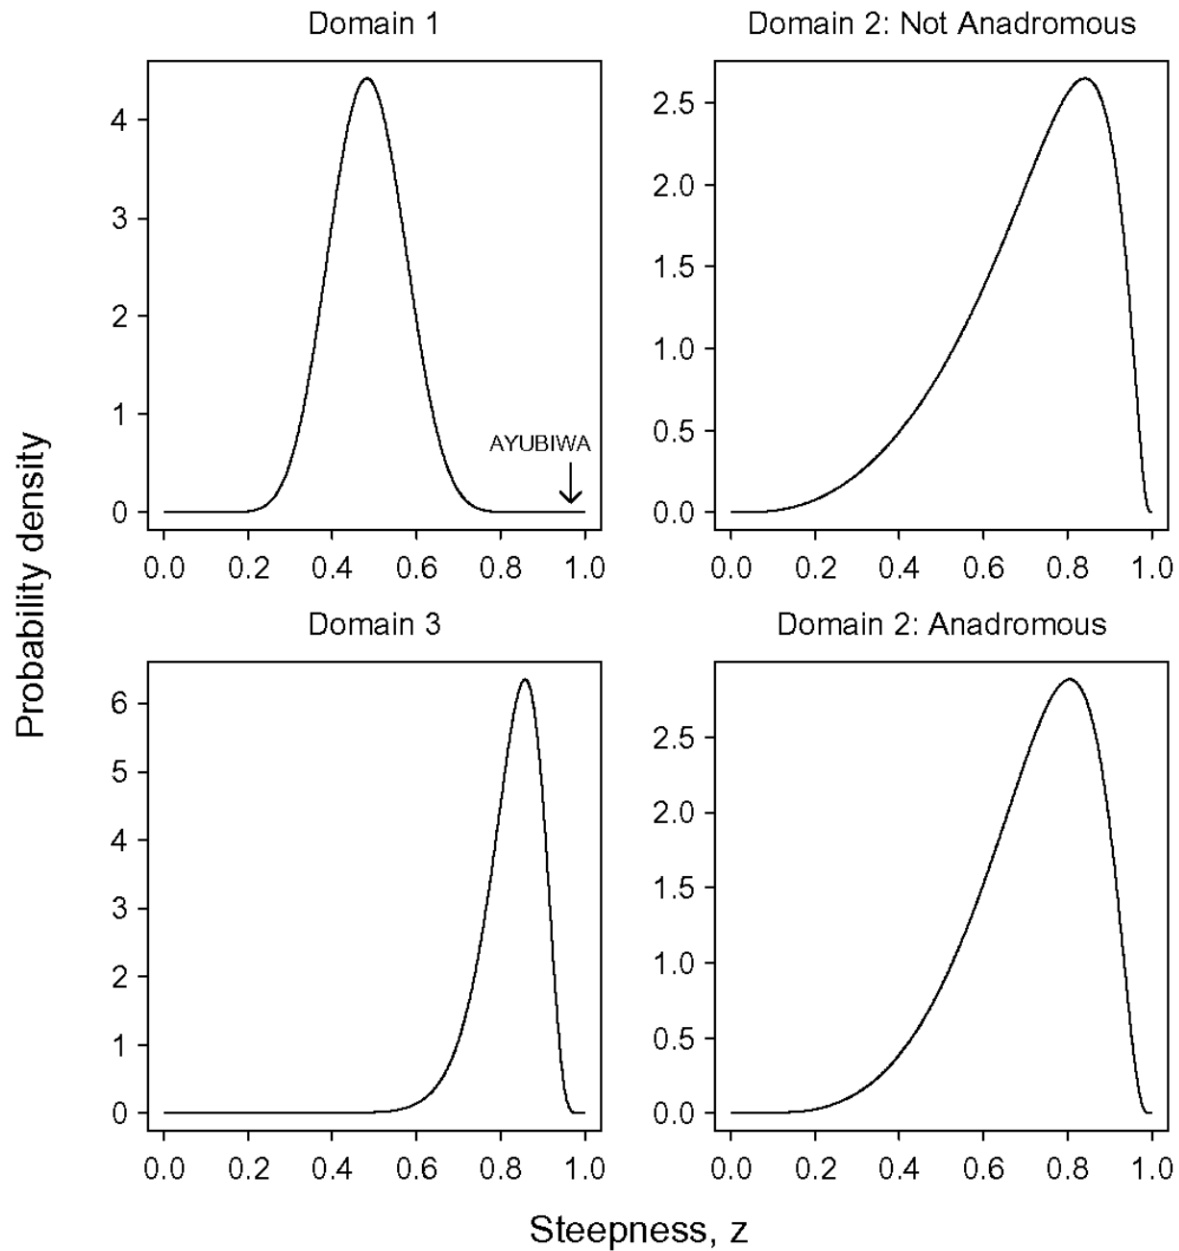 Domain 1
Domain 2: Not Anadromous
4
3
2
1
0
AYUBIWA
0.0 0.2 0.4 0.6 0.8 1.0
2.5
2.0
1.5
1.0
0.5
0.0
0.0 0.2 0.4 0.6 0.8 1.0
Probability density
Domain 3
Domain 2: Anadromous
6
5
4
3
2
1
0
0.0 0.2 0.4 0.6 0.8 1.0
2.5
2.0
1.5
1.0
0.5
0.0
0.0 0.2 0.4 0.6 0.8 1.0
Steepness, z